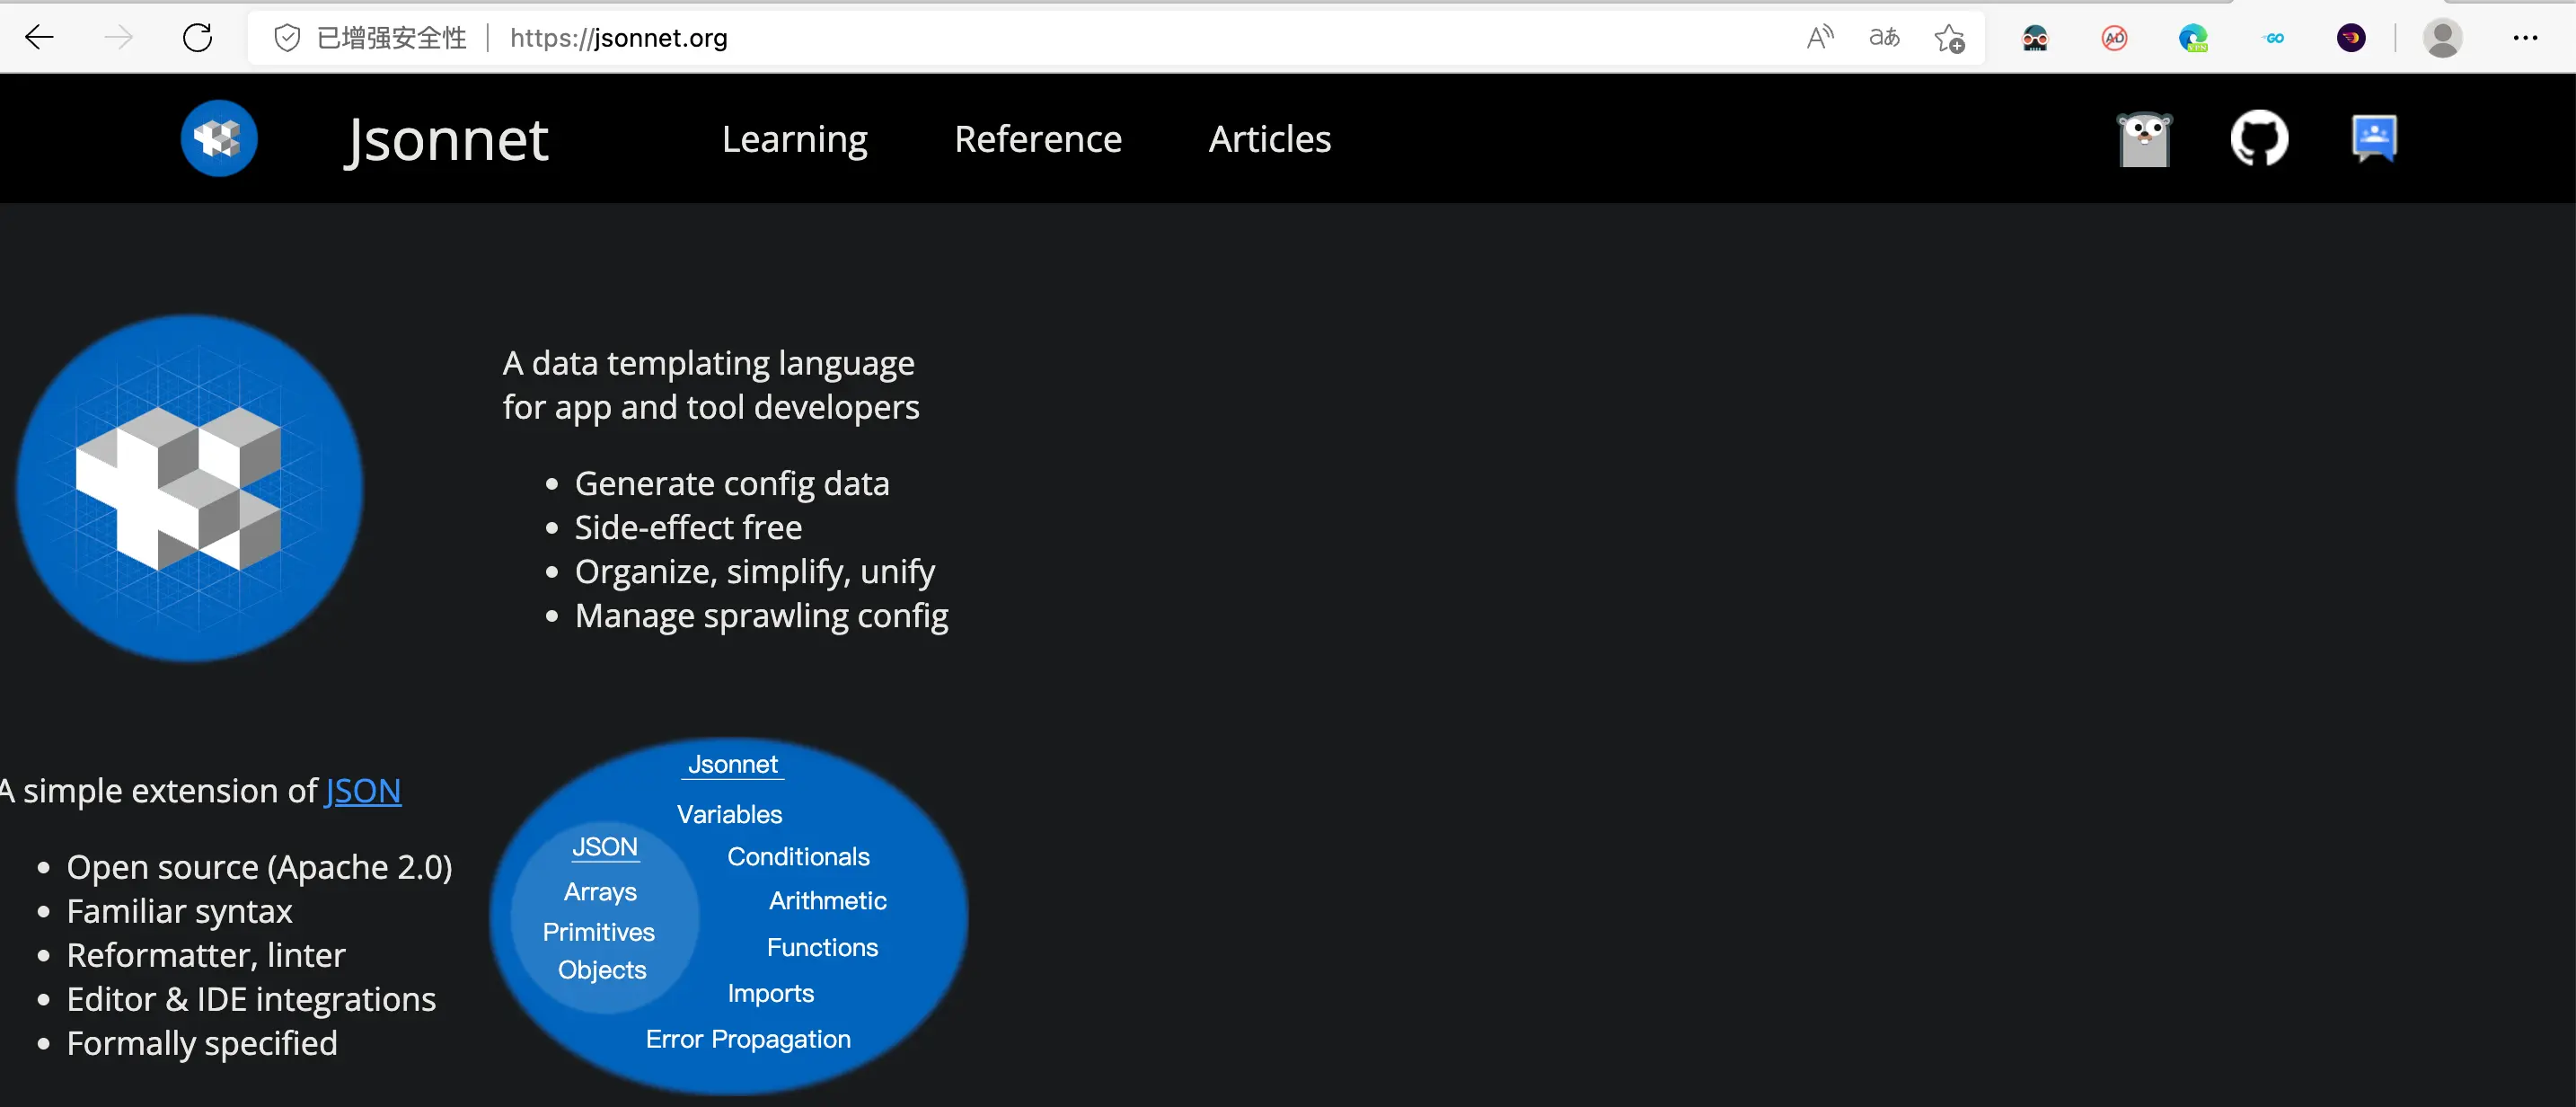 已增强安全性 https://jsonnet.org
Jsonnet Learning Reference Articles
A data templating language
for app and tool developers
• Generate config data
• Side-effect free
• Organize, simplify, unify
• Manage sprawling config
A simple extension of JSON
• Open source (Apache 2.0)
• Familiar syntax
• Reformatter, linter
• Editor & IDE integrations
• Formally specified
Jsonnet
Variables
JSON
Conditionals
Arrays
Arithmetic
Primitives
Functions
Objects
Imports
Error Propagation
AD
VPN
GO